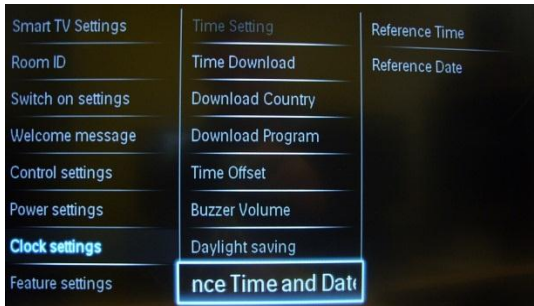 Smart TV Settings
Room ID
Switch on settings
Welcome message
Control settings
Power settings
Clock settings
Feature settings
Time Setting
Time Download
Download Country
Download Program
Time Offset
Buzzer Volume
Daylight saving
nce Time and Dat
Reference Time
Reference Date